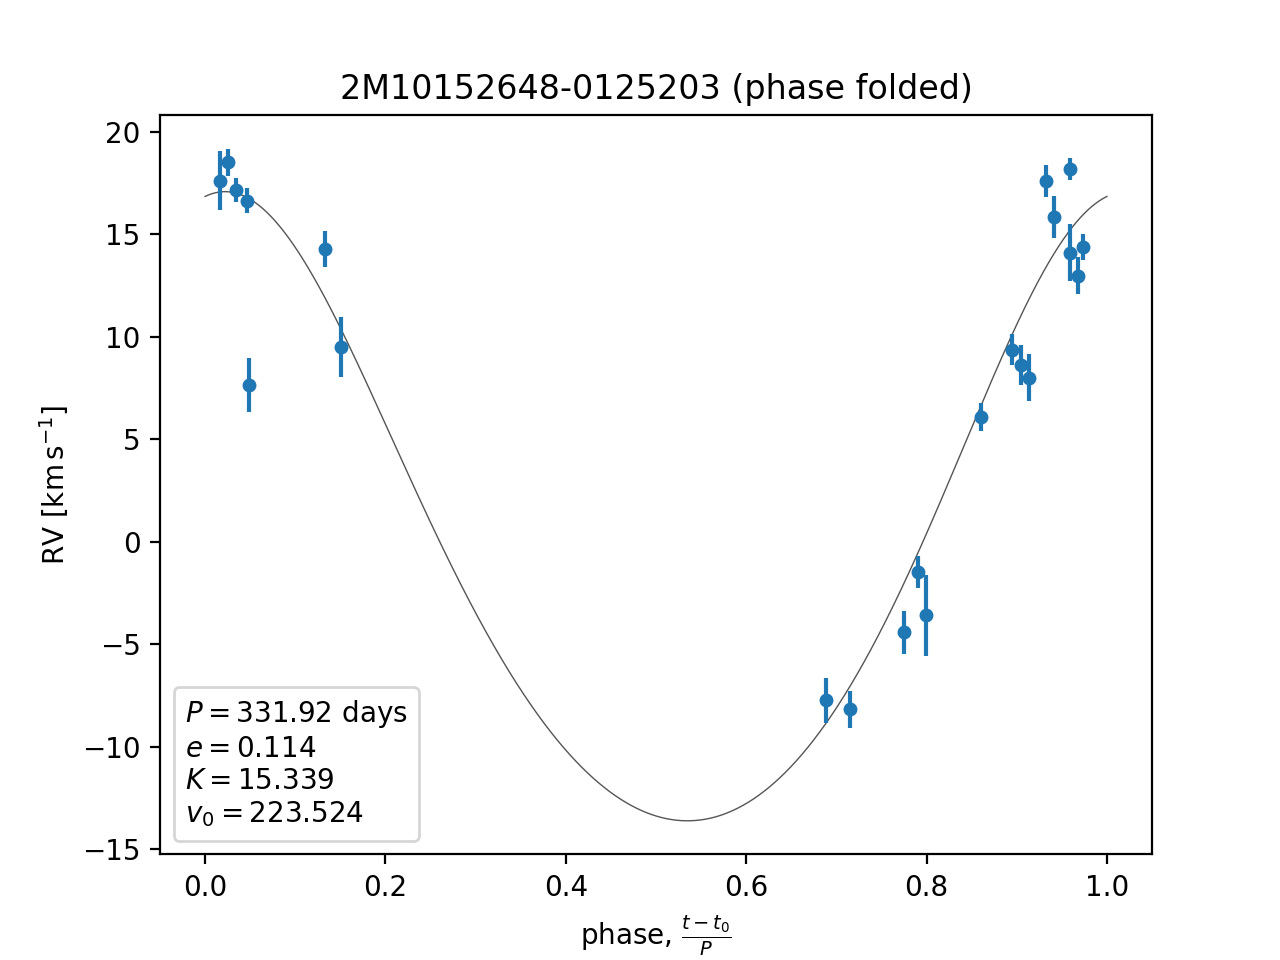 2M10152648-0125203 (phase folded)
20
15
10
5
0
−5
−10
−15
RV [km s⁻¹]
P = 331.92 days
e = 0.114
K = 15.339
v₀ = 223.524
0.0 0.2 0.4 0.6 0.8 1.0
phase, (t − t₀)/P